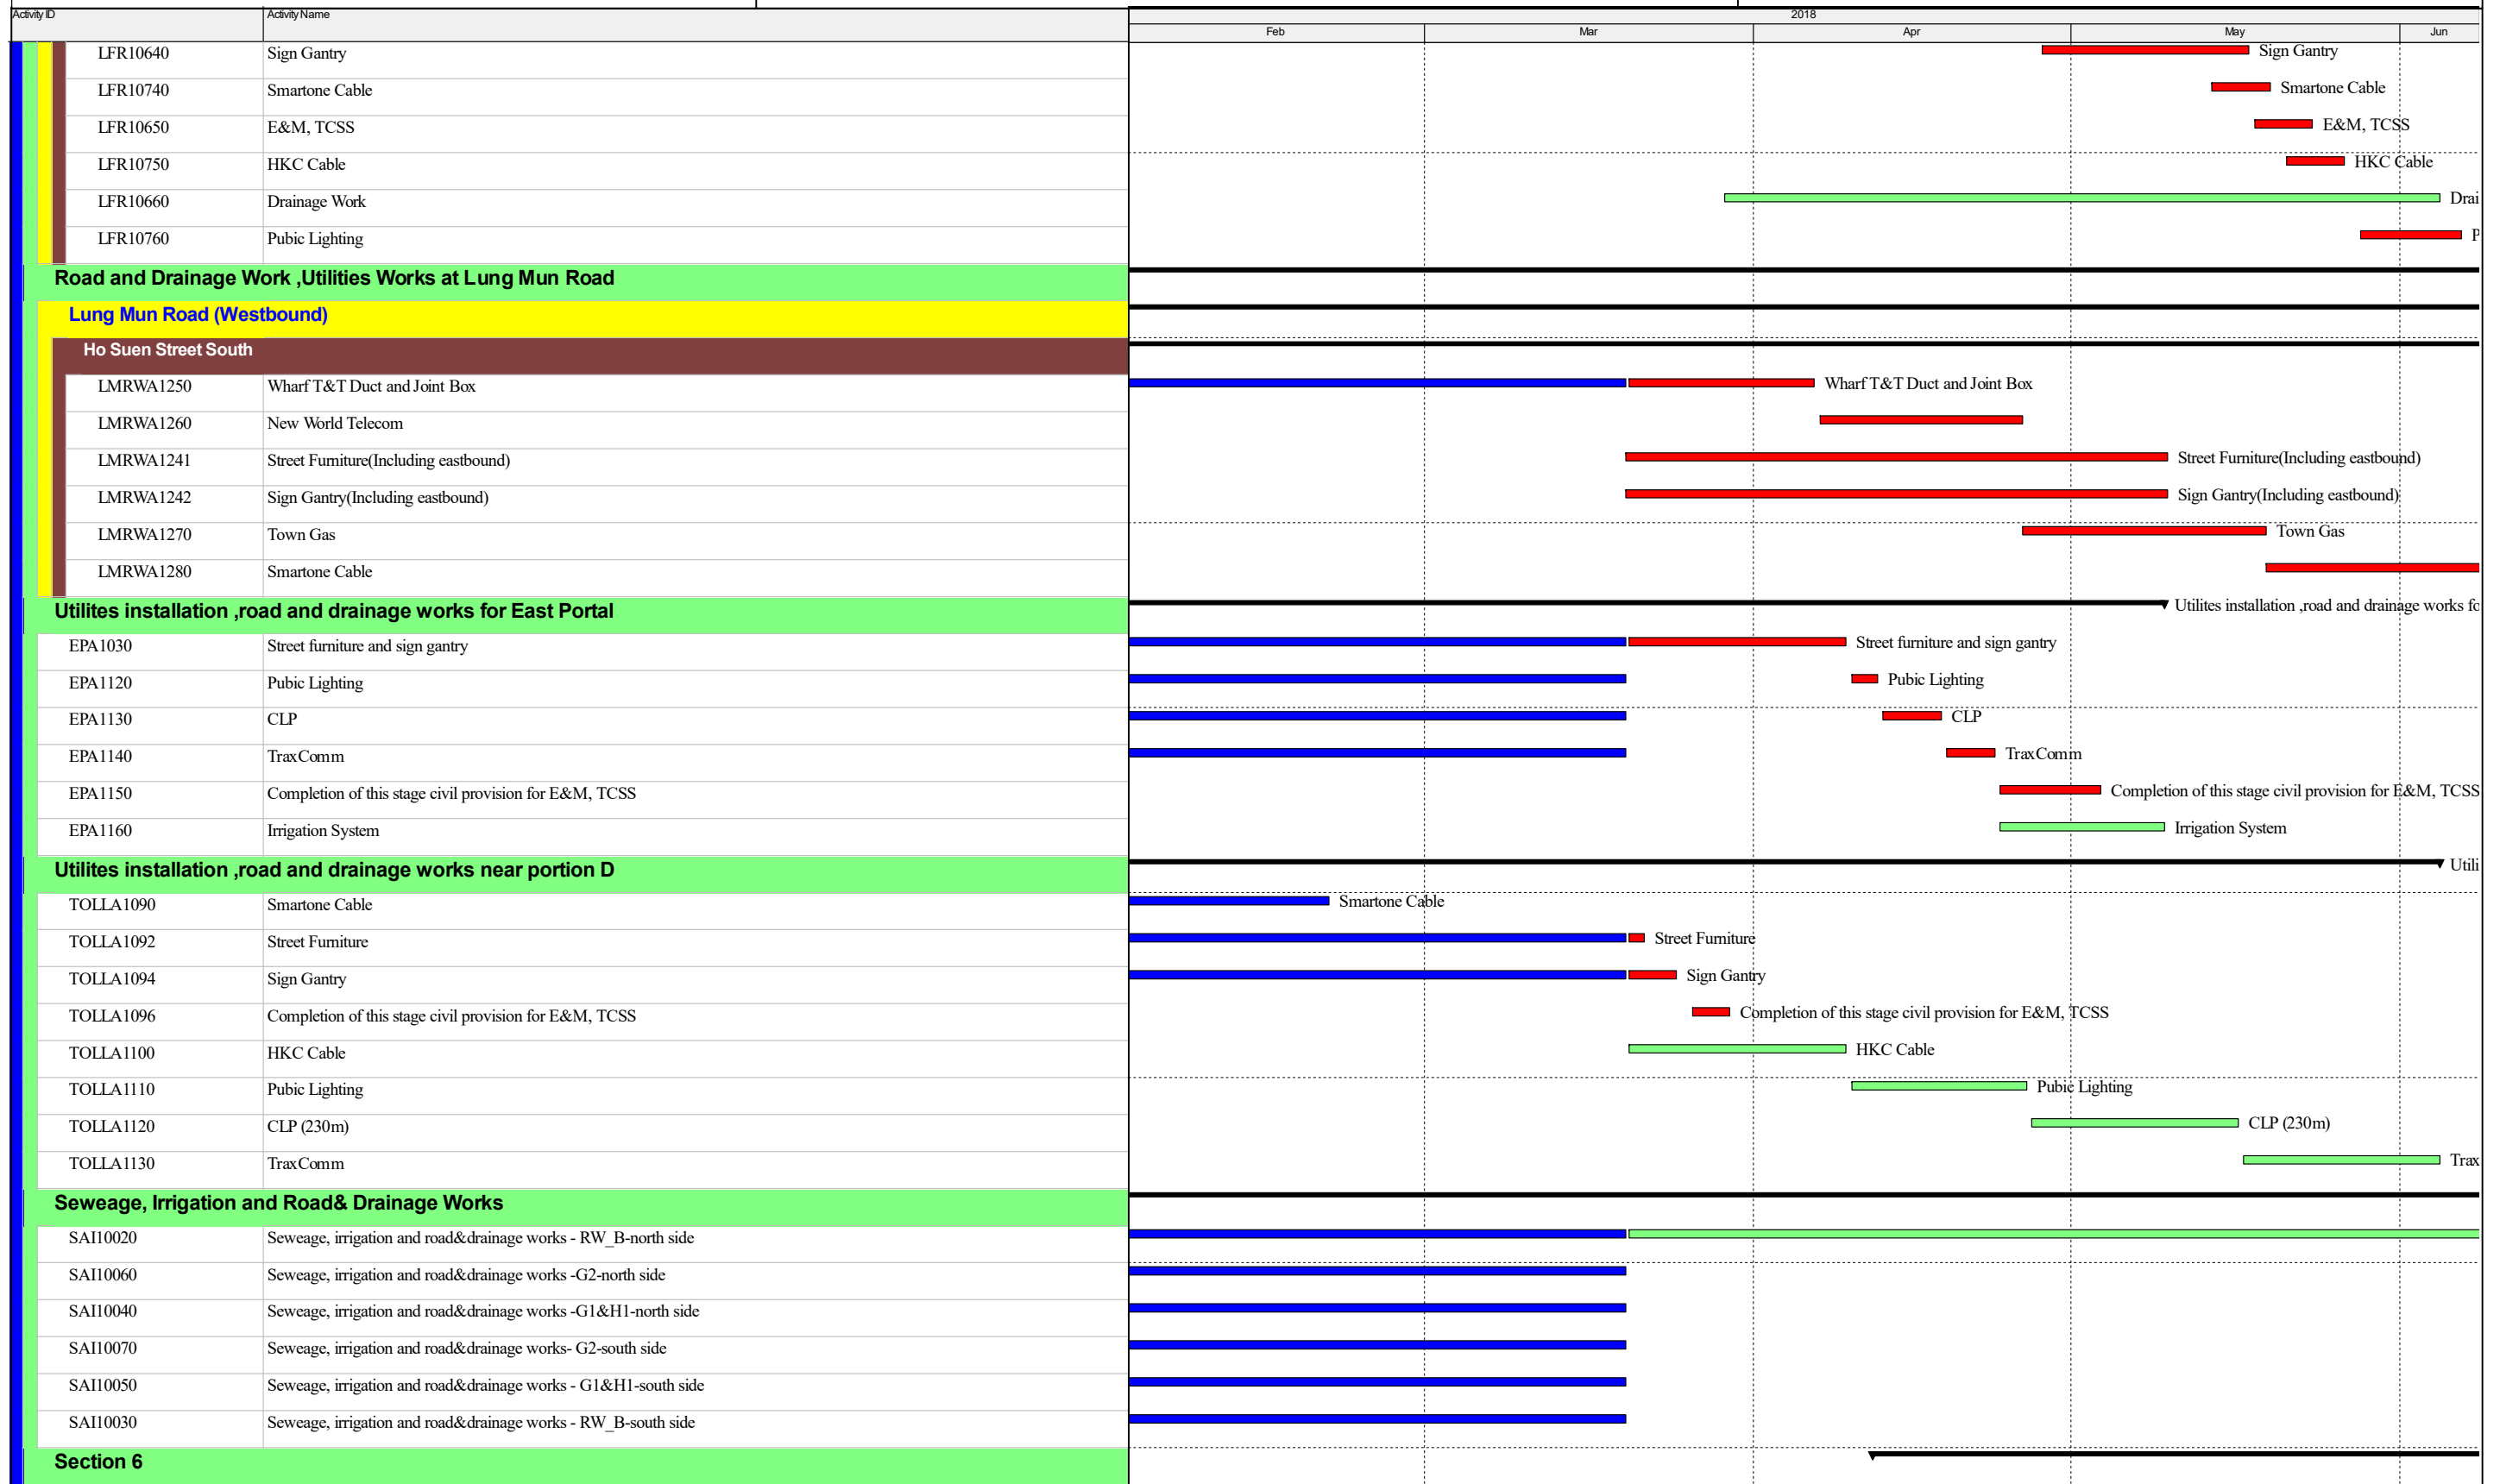 Activity ID Activity Name 2018
Feb Mar Apr May Jun
LFR10640 Sign Gantry Sign Gantry
LFR10740 Smartone Cable Smartone Cable
LFR10650 E&M, TCSS E&M, TCSS
LFR10750 HKC Cable HKC Cable
LFR10660 Drainage Work Drai
LFR10760 Pubic Lighting P
Road and Drainage Work ,Utilities Works at Lung Mun Road
Lung Mun Road (Westbound)
Ho Suen Street South
LMRWA1250 Wharf T&T Duct and Joint Box Wharf T&T Duct and Joint Box
LMRWA1260 New World Telecom
LMRWA1241 Street Furniture(Including eastbound) Street Furniture(Including eastbound)
LMRWA1242 Sign Gantry(Including eastbound) Sign Gantry(Including eastbound)
LMRWA1270 Town Gas Town Gas
LMRWA1280 Smartone Cable
Utilites installation ,road and drainage works for East Portal Utilites installation ,road and drainage works fo
EPA1030 Street furniture and sign gantry Street furniture and sign gantry
EPA1120 Pubic Lighting Pubic Lighting
EPA1130 CLP CLP
EPA1140 TraxComm TraxComm
EPA1150 Completion of this stage civil provision for E&M, TCSS Completion of this stage civil provision for E&M, TCSS
EPA1160 Irrigation System Irrigation System
Utilites installation ,road and drainage works near portion D Utili
TOLLA1090 Smartone Cable Smartone Cable
TOLLA1092 Street Furniture Street Furniture
TOLLA1094 Sign Gantry Sign Gantry
TOLLA1096 Completion of this stage civil provision for E&M, TCSS Completion of this stage civil provision for E&M, TCSS
TOLLA1100 HKC Cable HKC Cable
TOLLA1110 Pubic Lighting Pubic Lighting
TOLLA1120 CLP (230m) CLP (230m)
TOLLA1130 TraxComm Trax
Seweage, Irrigation and Road& Drainage Works
SAI10020 Seweage, irrigation and road&drainage works - RW_B-north side
SAI10060 Seweage, irrigation and road&drainage works -G2-north side
SAI10040 Seweage, irrigation and road&drainage works -G1&H1-north side
SAI10070 Seweage, irrigation and road&drainage works- G2-south side
SAI10050 Seweage, irrigation and road&drainage works - G1&H1-south side
SAI10030 Seweage, irrigation and road&drainage works - RW_B-south side
Section 6